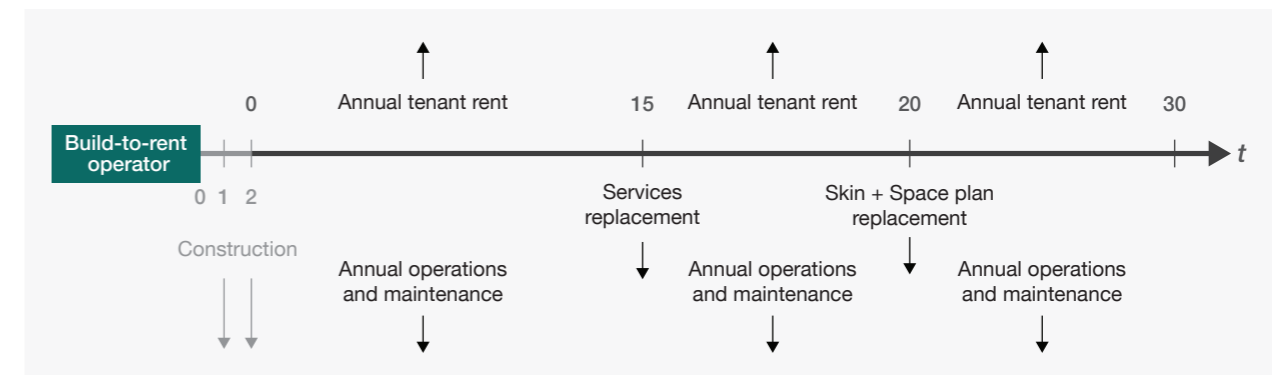 0 Annual tenant rent 15 Annual tenant rent 20 Annual tenant rent 30
Build-to-rent
operator
t
0 1 2
Services
replacement
Skin + Space plan
replacement
Construction
Annual operations
and maintenance
Annual operations
and maintenance
Annual operations
and maintenance